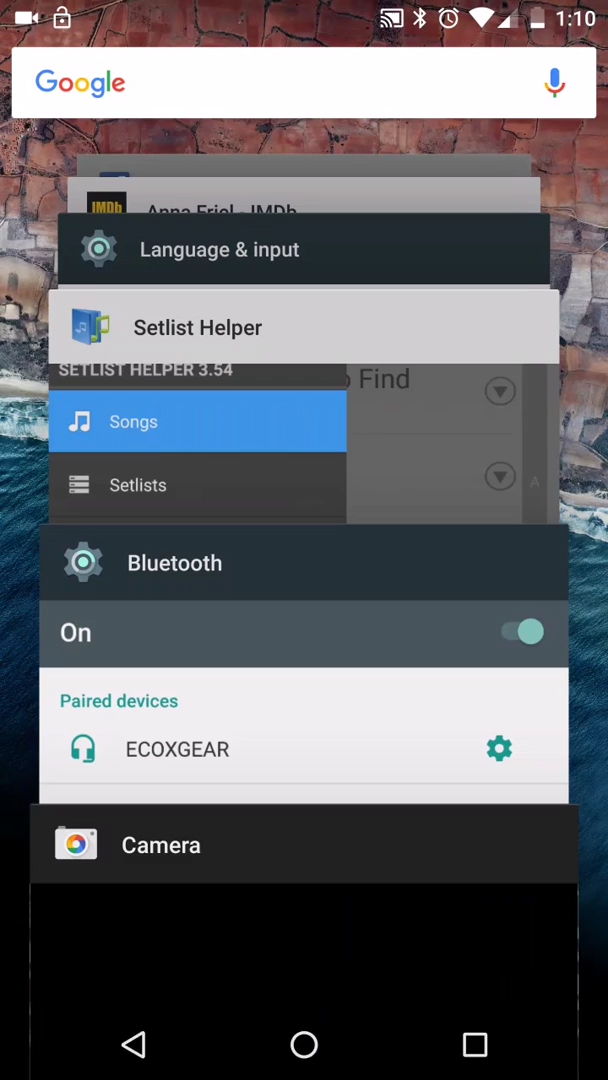 1:10
Google
Anna Friel - IMDb
IMDb
Language & input
Setlist Helper
SETLIST HELPER 3.54
Find
Songs
Setlists
A
Bluetooth
On
Paired devices
ECOXGEAR
Camera